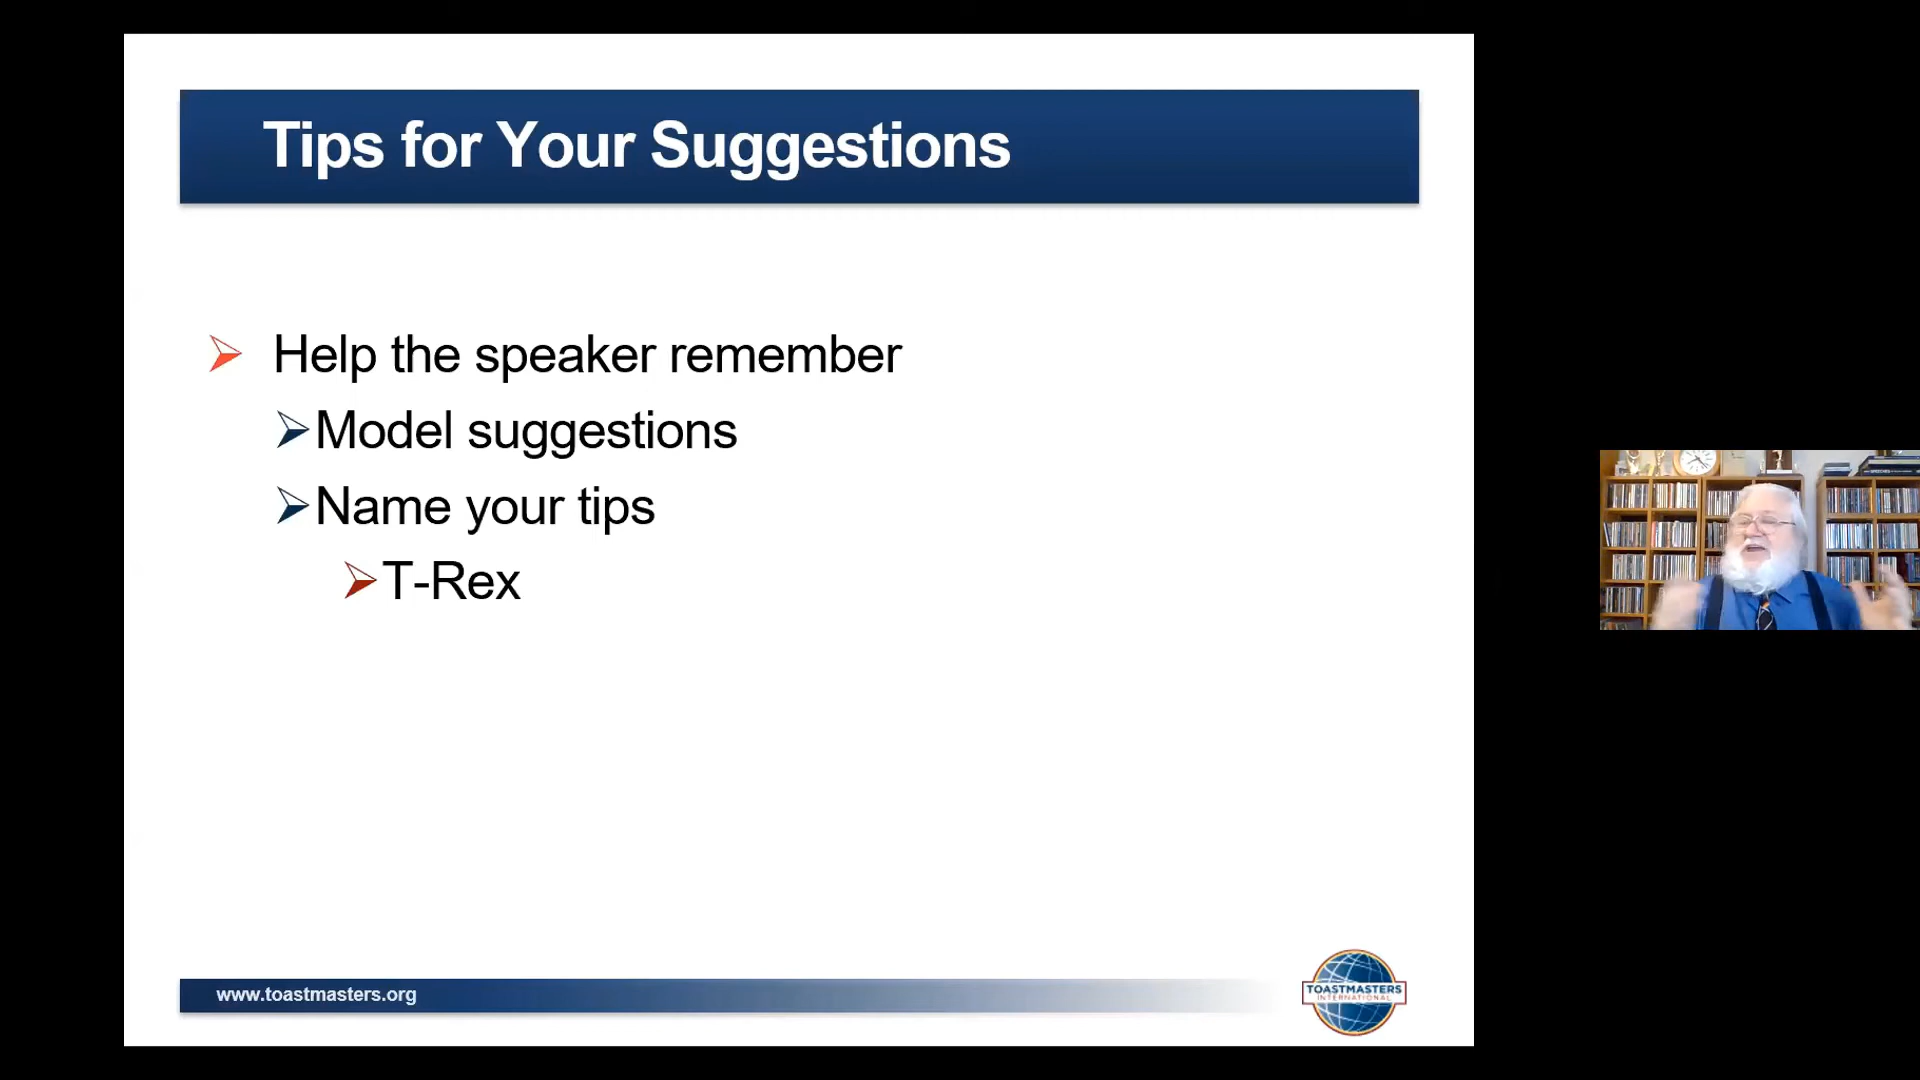 Tips for Your Suggestions
Help the speaker remember
Model suggestions
Name your tips
T-Rex
www.toastmasters.org
TOASTMASTERS
INTERNATIONAL